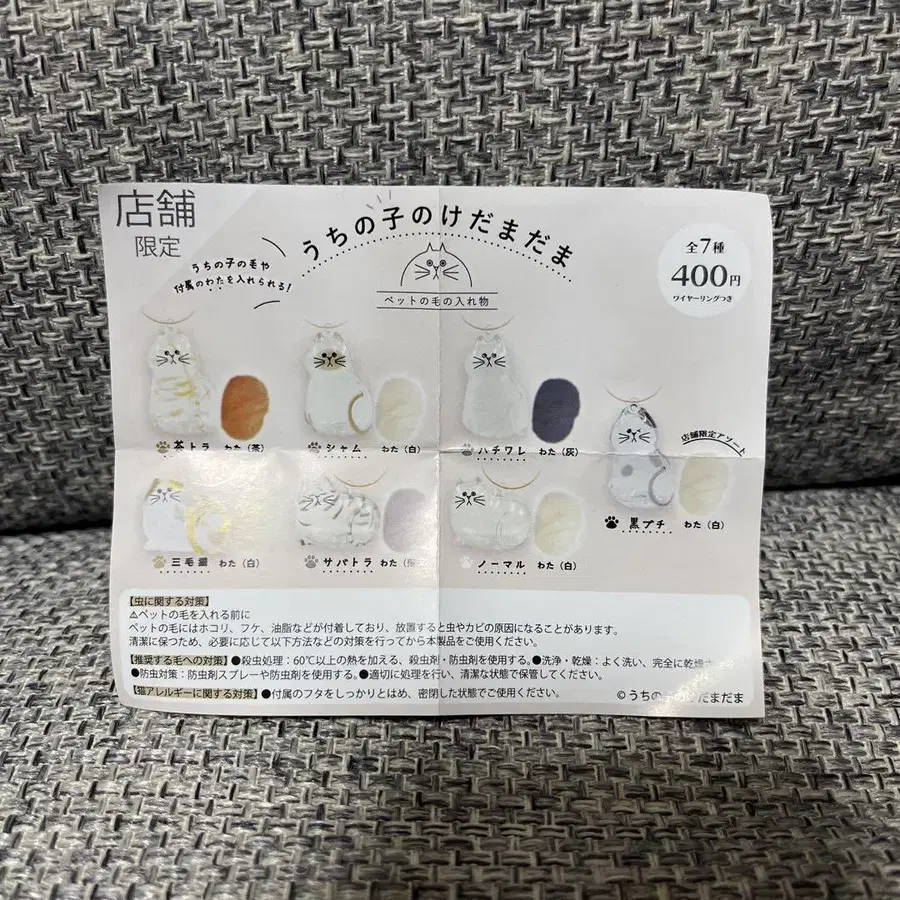 店舗
限定
うちの子のけだまだま
うちの子の毛や
付属のわたを入れられる!
ペットの毛の入れ物
全7種
400円
ワイヤーリングつき
茶トラ わた(茶)
シャム わた(白)
ハチワレ わた(灰)
店舗限定アソート
黒ブチ わた(白)
三毛猫 わた(白)
サバトラ わた
ノーマル わた(白)
【虫に関する対策】
⚠ペットの毛を入れる前に
ペットの毛にはホコリ、フケ、油脂などが付着しており、放置すると虫やカビの原因になることがあります。
清潔に保つため、必要に応じて以下方法などの対策を行ってから本製品をご使用ください。
【推奨する毛への対策】●殺虫処理:60℃以上の熱を加える、殺虫剤・防虫剤を使用する。●洗浄・乾燥:よく洗い、完全に乾燥
●防虫対策:防虫剤スプレーや防虫剤を使用する。●適切に処理を行い、清潔な状態で保管してください。
【猫アレルギーに関する対策】●付属のフタをしっかりとはめ、密閉した状態でご使用ください。
©うちの子のけだまだま